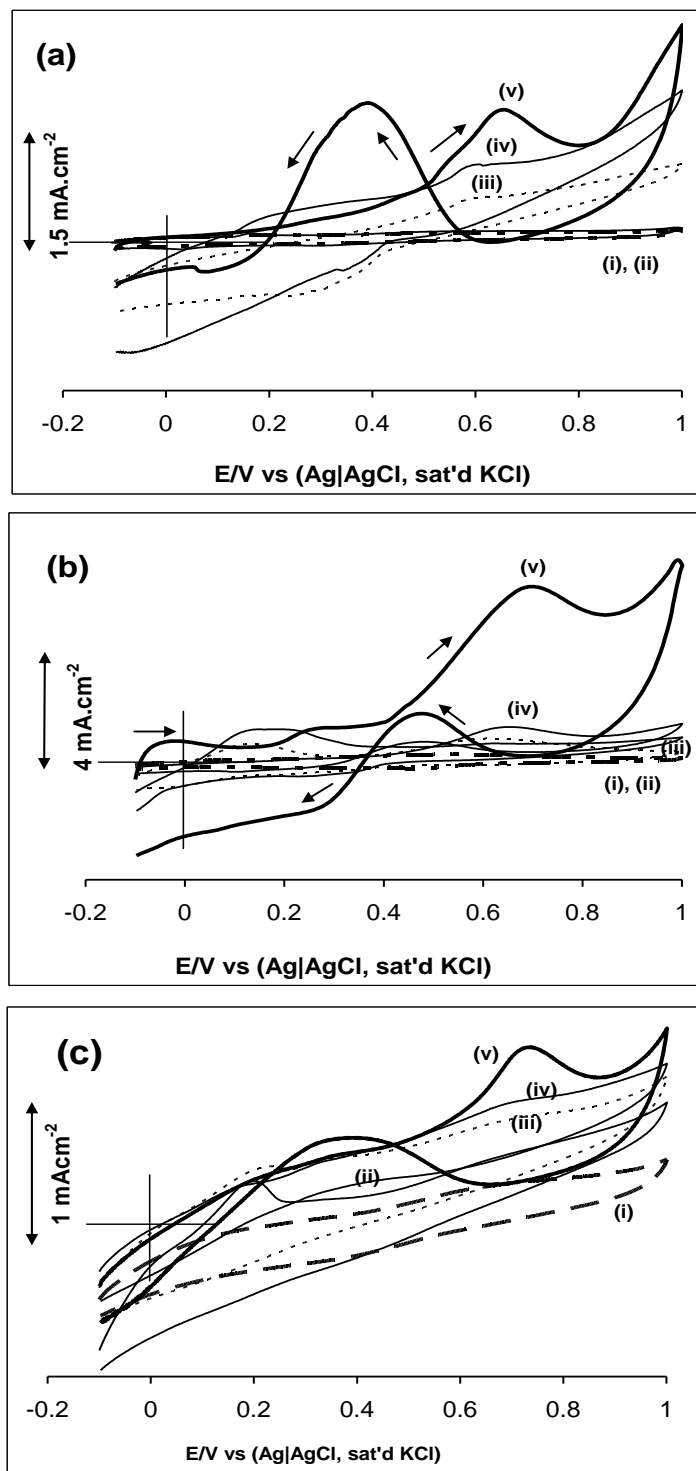 (a)
(v)
(iv)
(iii)
(i), (ii)
1.5 mA.cm-2
-0.2 0 0.2 0.4 0.6 0.8 1
E/V vs (Ag|AgCl, sat'd KCl)
(b)
(v)
(iv)
(iii)
(i), (ii)
4 mA.cm-2
-0.2 0 0.2 0.4 0.6 0.8 1
E/V vs (Ag|AgCl, sat'd KCl)
(c)
(v)
(iv)
(iii)
(ii)
(i)
1 mAcm-2
-0.2 0 0.2 0.4 0.6 0.8 1
E/V vs (Ag|AgCl, sat'd KCl)